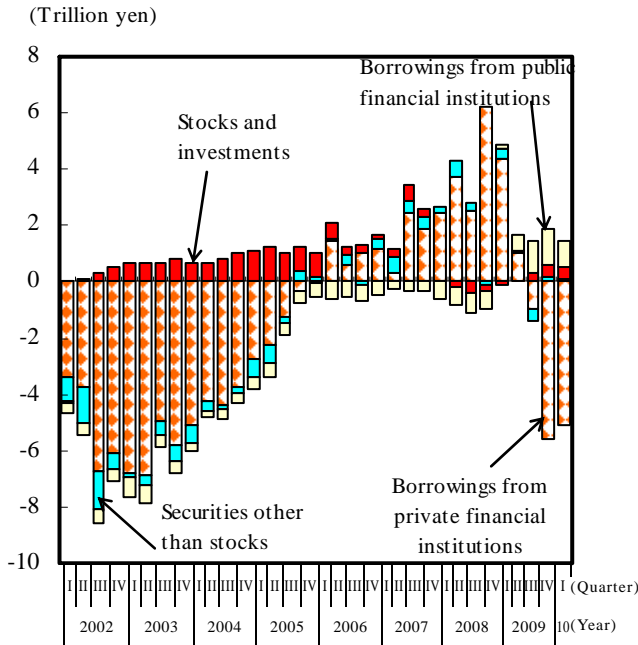 (Trillion yen)
8
6
4
2
0
-2
-4
-6
-8
-10
Borrowings from public
financial institutions
Stocks and
investments
Securities other
than stocks
Borrowings from
private financial
institutions
I II III IV I II III IV I II III IV I II III IV I II III IV I II III IV I II III IV I II III IV I (Quarter)
2002 2003 2004 2005 2006 2007 2008 2009 10 (Year)